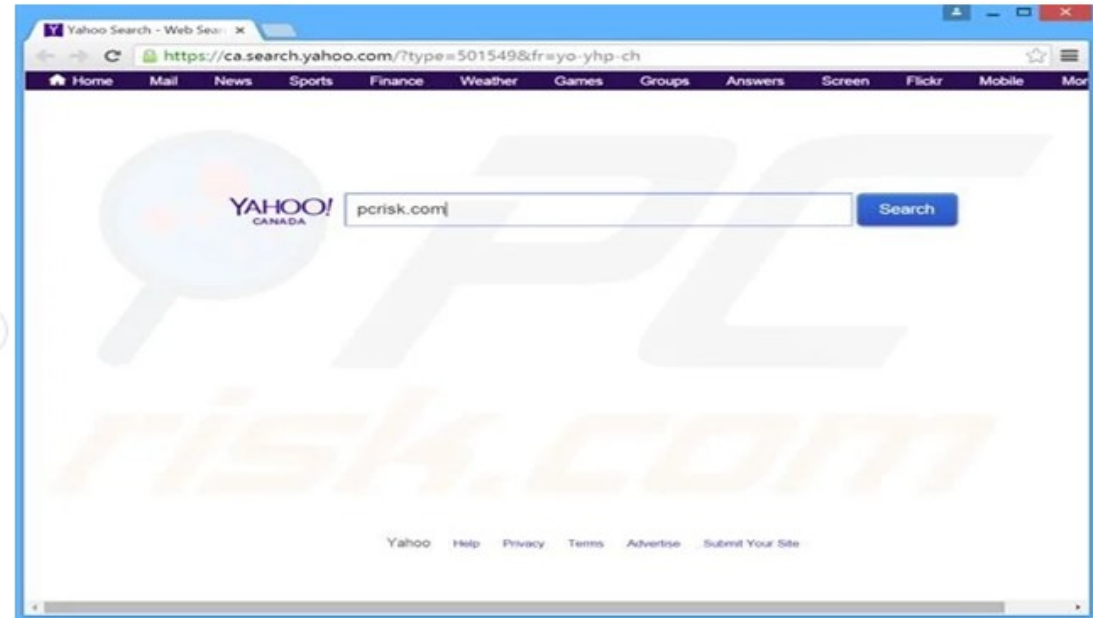 Yahoo Search - Web Sear
https://ca.search.yahoo.com/?type=501549&fr=yo-yhp-ch
Home Mail News Sports Finance Weather Games Groups Answers Screen Flickr Mobile Mor
PC
YAHOO! pcrisk.com Search
CANADA
risk.com
Yahoo Help Privacy Terms Advertise Submit Your Site